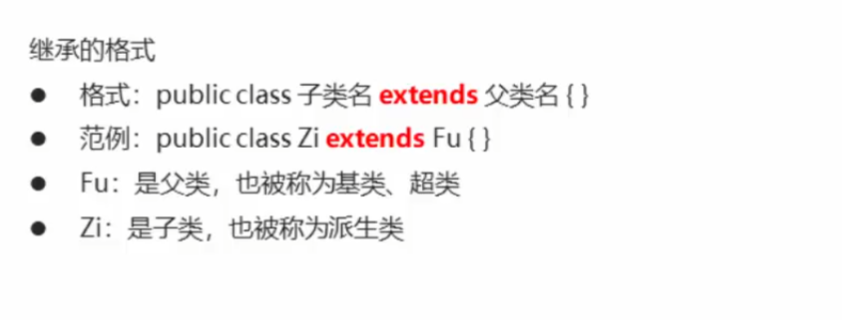 继承的格式
● 格式：public class 子类名 extends 父类名 { }
● 范例：public class Zi extends Fu { }
● Fu：是父类，也被称为基类、超类
● Zi：是子类，也被称为派生类